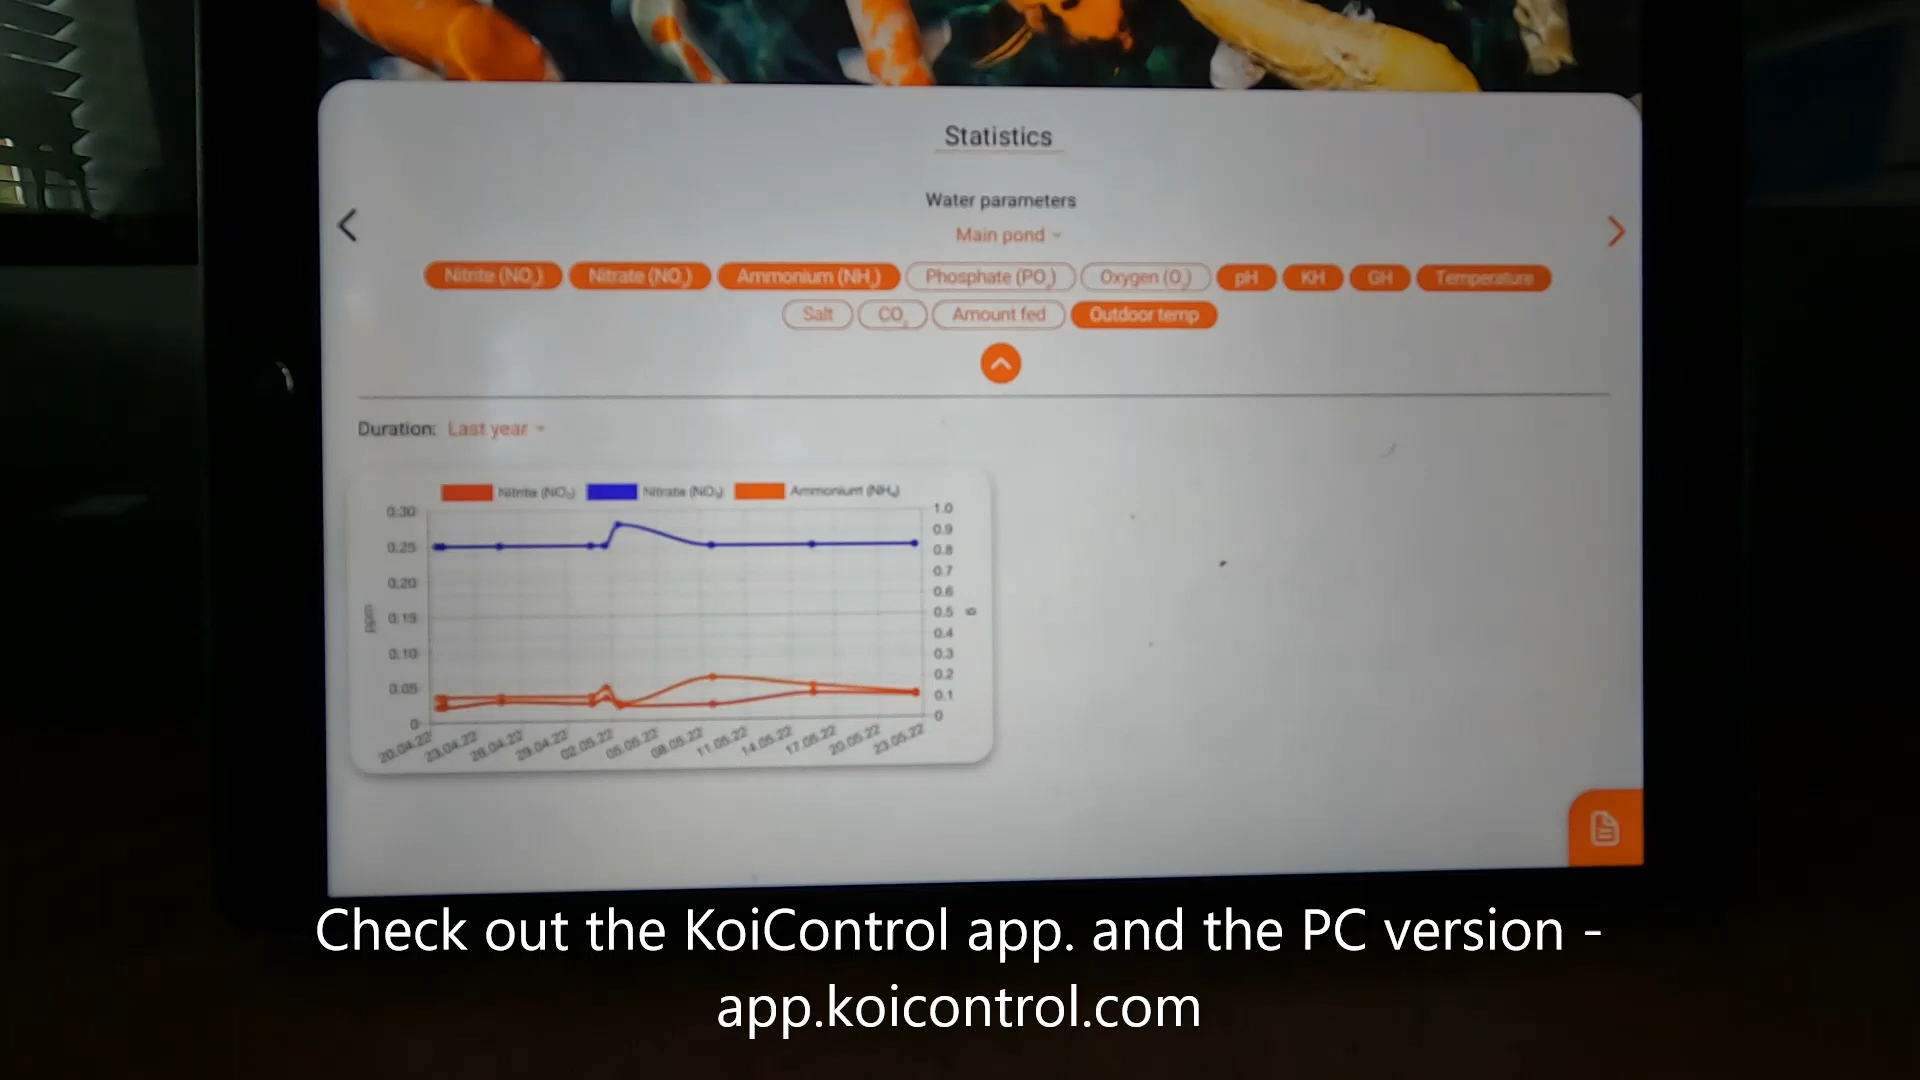 Statistics
Water parameters
Main pond
Nitrite (NO₂) Nitrate (NO₃) Ammonium (NH₄) Phosphate (PO₄) Oxygen (O₂) pH KH GH Temperature
Salt CO₂ Amount fed Outdoor temp
Duration: Last year
Nitrite (NO₂) Nitrate (NO₃) Ammonium (NH₄)
0.30 1.0
0.9
0.25 0.8
0.7
0.20 0.6
ppm 0.15 0.5 g
0.4
0.10 0.3
0.2
0.05 0.1
0 0
20.04.22 23.04.22 26.04.22 29.04.22 02.05.22 05.05.22 08.05.22 11.05.22 14.05.22 17.05.22 20.05.22 23.05.22
Check out the KoiControl app. and the PC version -
app.koicontrol.com